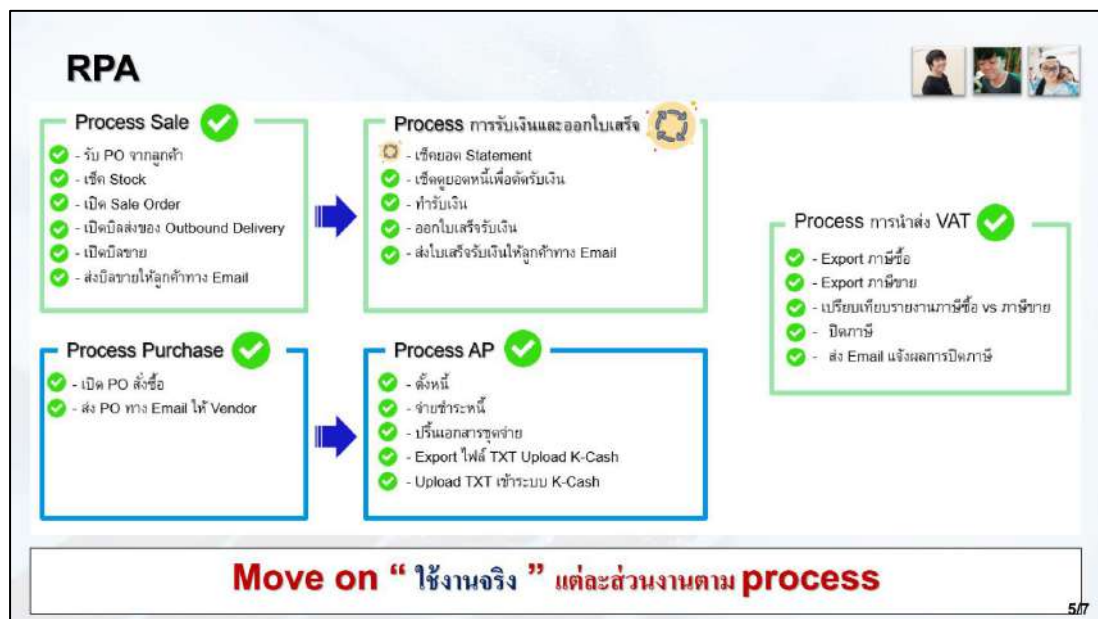 RPA
Process Sale
- รับ PO จากลูกค้า
- เช็ค Stock
- เปิด Sale Order
- เปิดบิลส่งของ Outbound Delivery
- เปิดบิลขาย
- ส่งบิลขายให้ลูกค้าทาง Email
Process การรับเงินและออกใบเสร็จ
- เช็คยอด Statement
- เช็คดูยอดหนี้เพื่อตัดรับเงิน
- ทำรับเงิน
- ออกใบเสร็จรับเงิน
- ส่งใบเสร็จรับเงินให้ลูกค้าทาง Email
Process การนำส่ง VAT
- Export ภาษีซื้อ
- Export ภาษีขาย
- เปรียบเทียบรายงานภาษีซื้อ vs ภาษีขาย
- ปิดภาษี
- ส่ง Email แจ้งผลการปิดภาษี
Process Purchase
- เปิด PO สั่งซื้อ
- ส่ง PO ทาง Email ให้ Vendor
Process AP
- ตั้งหนี้
- จ่ายชำระหนี้
- ปริ้นเอกสารชุดจ่าย
- Export ไฟล์ TXT Upload K-Cash
- Upload TXT เข้าระบบ K-Cash
Move on “ ใช้งานจริง ” แต่ละส่วนงานตาม process
5/7